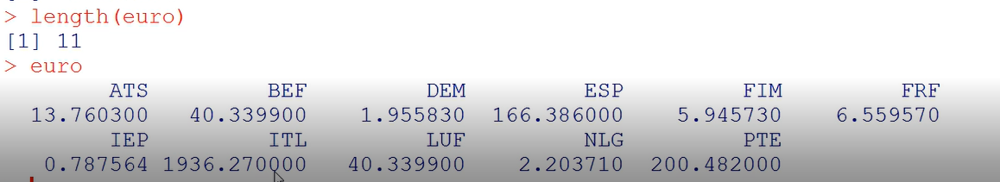 > length(euro)
[1] 11
> euro
ATS BEF DEM ESP FIM FRF
13.760300 40.339900 1.955830 166.386000 5.945730 6.559570
IEP ITL LUF NLG PTE
0.787564 1936.270000 40.339900 2.203710 200.482000